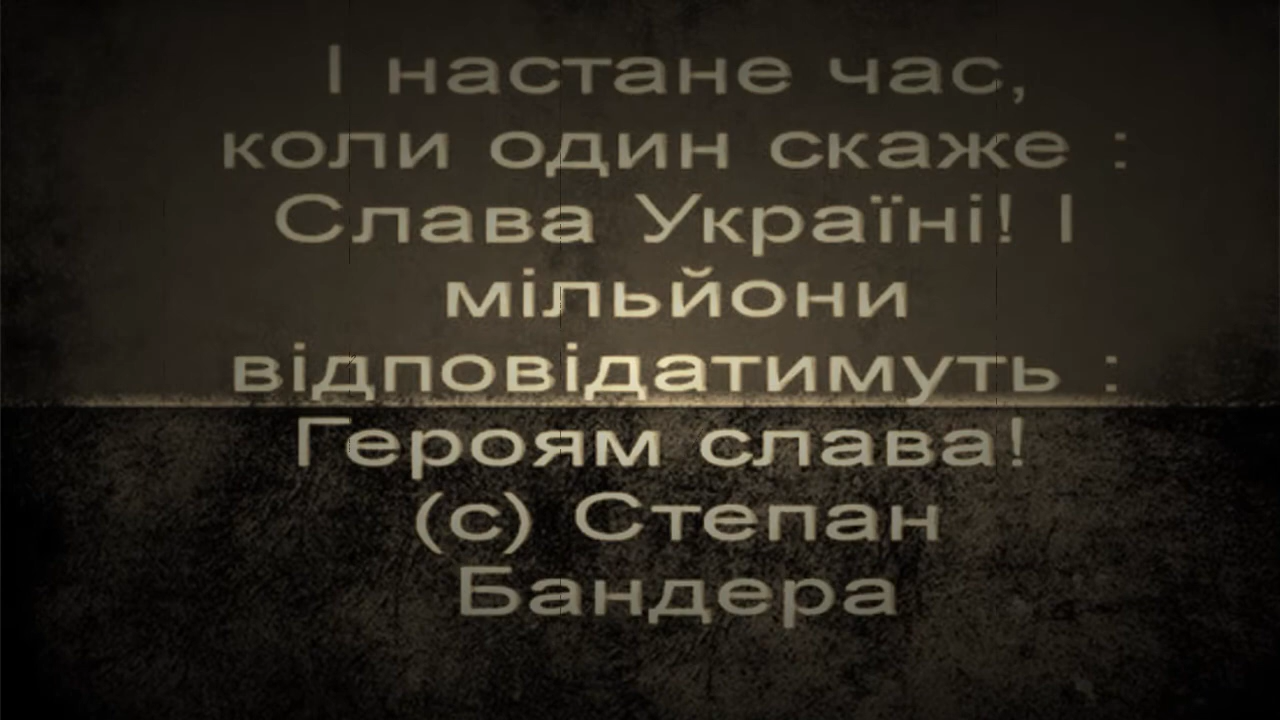 І настане час,
коли один скаже :
Слава Україні! І
мільйони
відповідатимуть :
Героям слава!
(с) Степан
Бандера